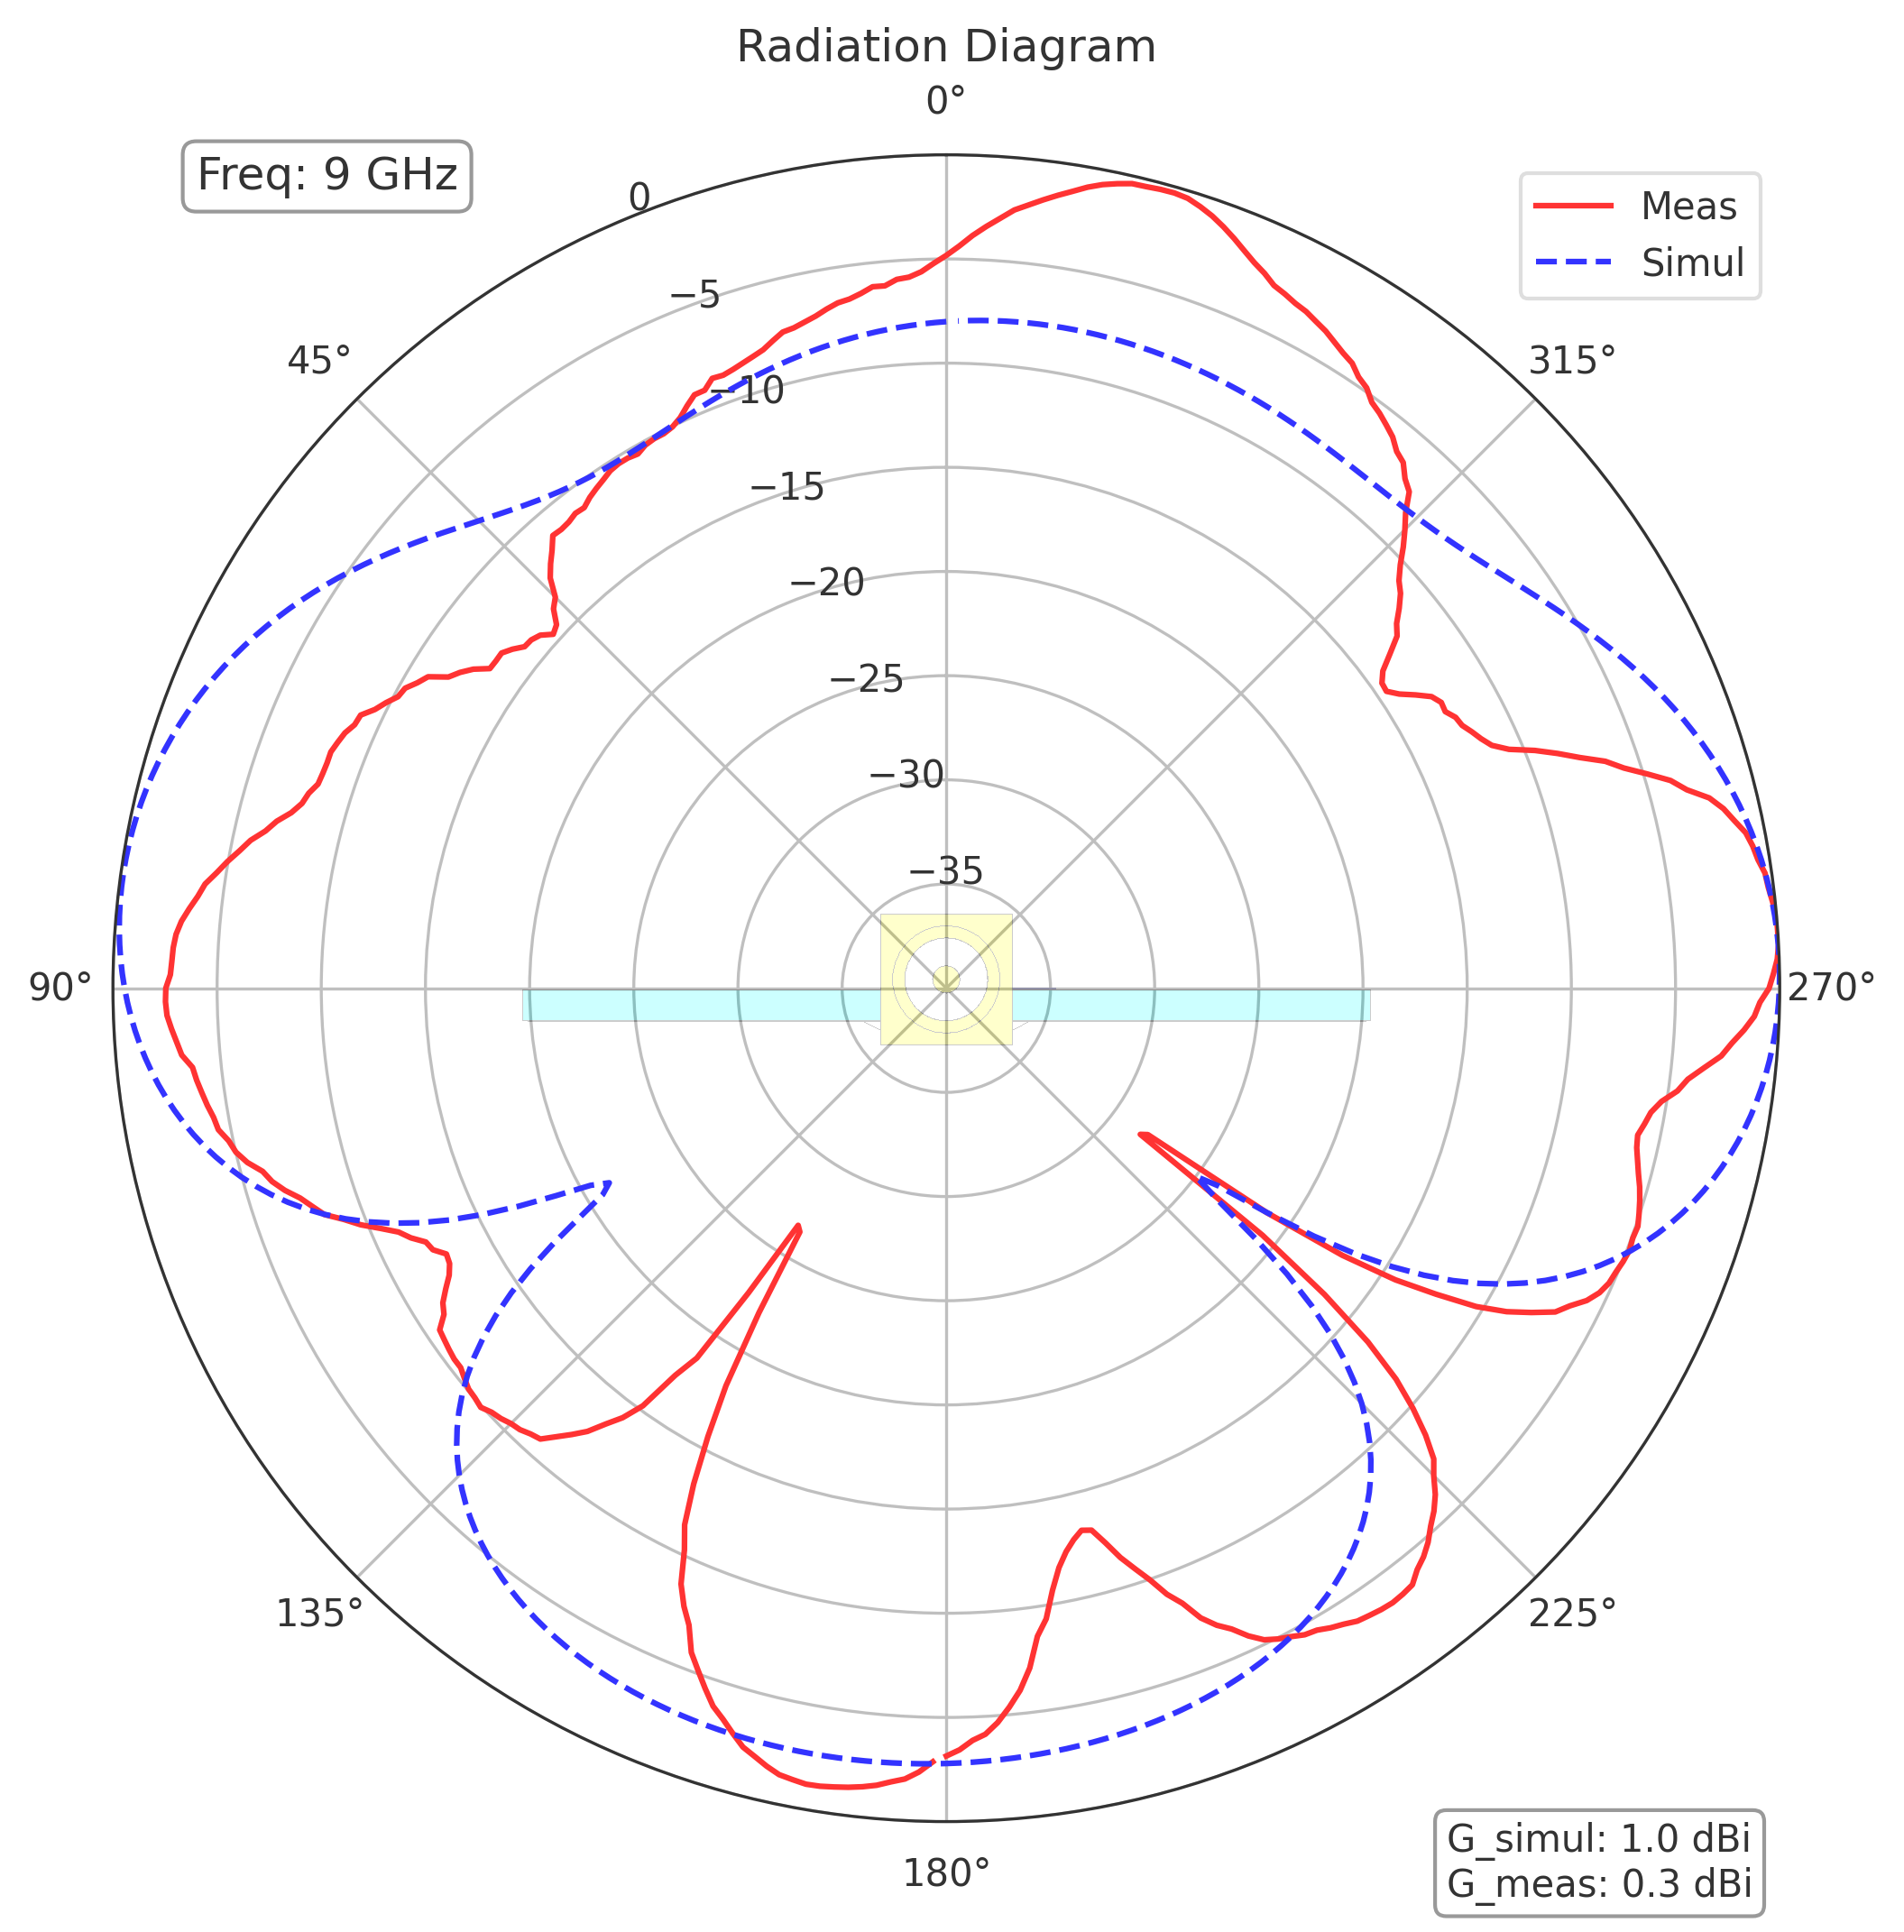 Radiation Diagram
0°
Freq: 9 GHz
Meas
Simul
0
−5
45°
315°
−10
−15
−20
−25
−30
−35
90°
270°
135°
225°
180°
G_simul: 1.0 dBi
G_meas: 0.3 dBi